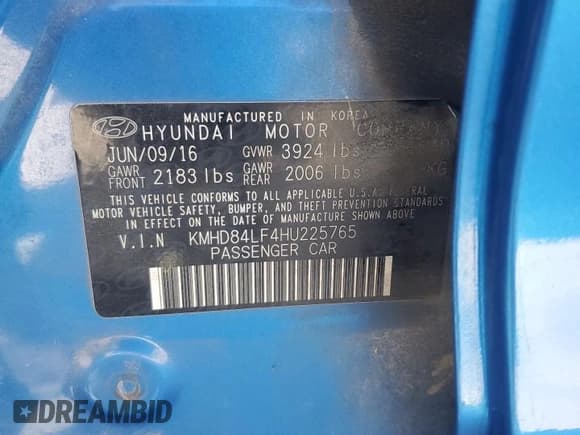 MANUFACTURED IN KOREA
HYUNDAI MOTOR
JUN/09/16 GVWR 3924 lbs
GAWR FRONT 2183 lbs GAWR REAR 2006 lbs KG
THIS VEHICLE CONFORMS TO ALL APPLICABLE U.S.A. FEDERAL
MOTOR VEHICLE SAFETY, BUMPER, AND THEFT PREVENTION STANDARDS
IN EFFECT ON THE DATE OF MANUFACTURE SHOWN ABOVE.
V.I.N KMHD84LF4HU225765
PASSENGER CAR
DREAMBID